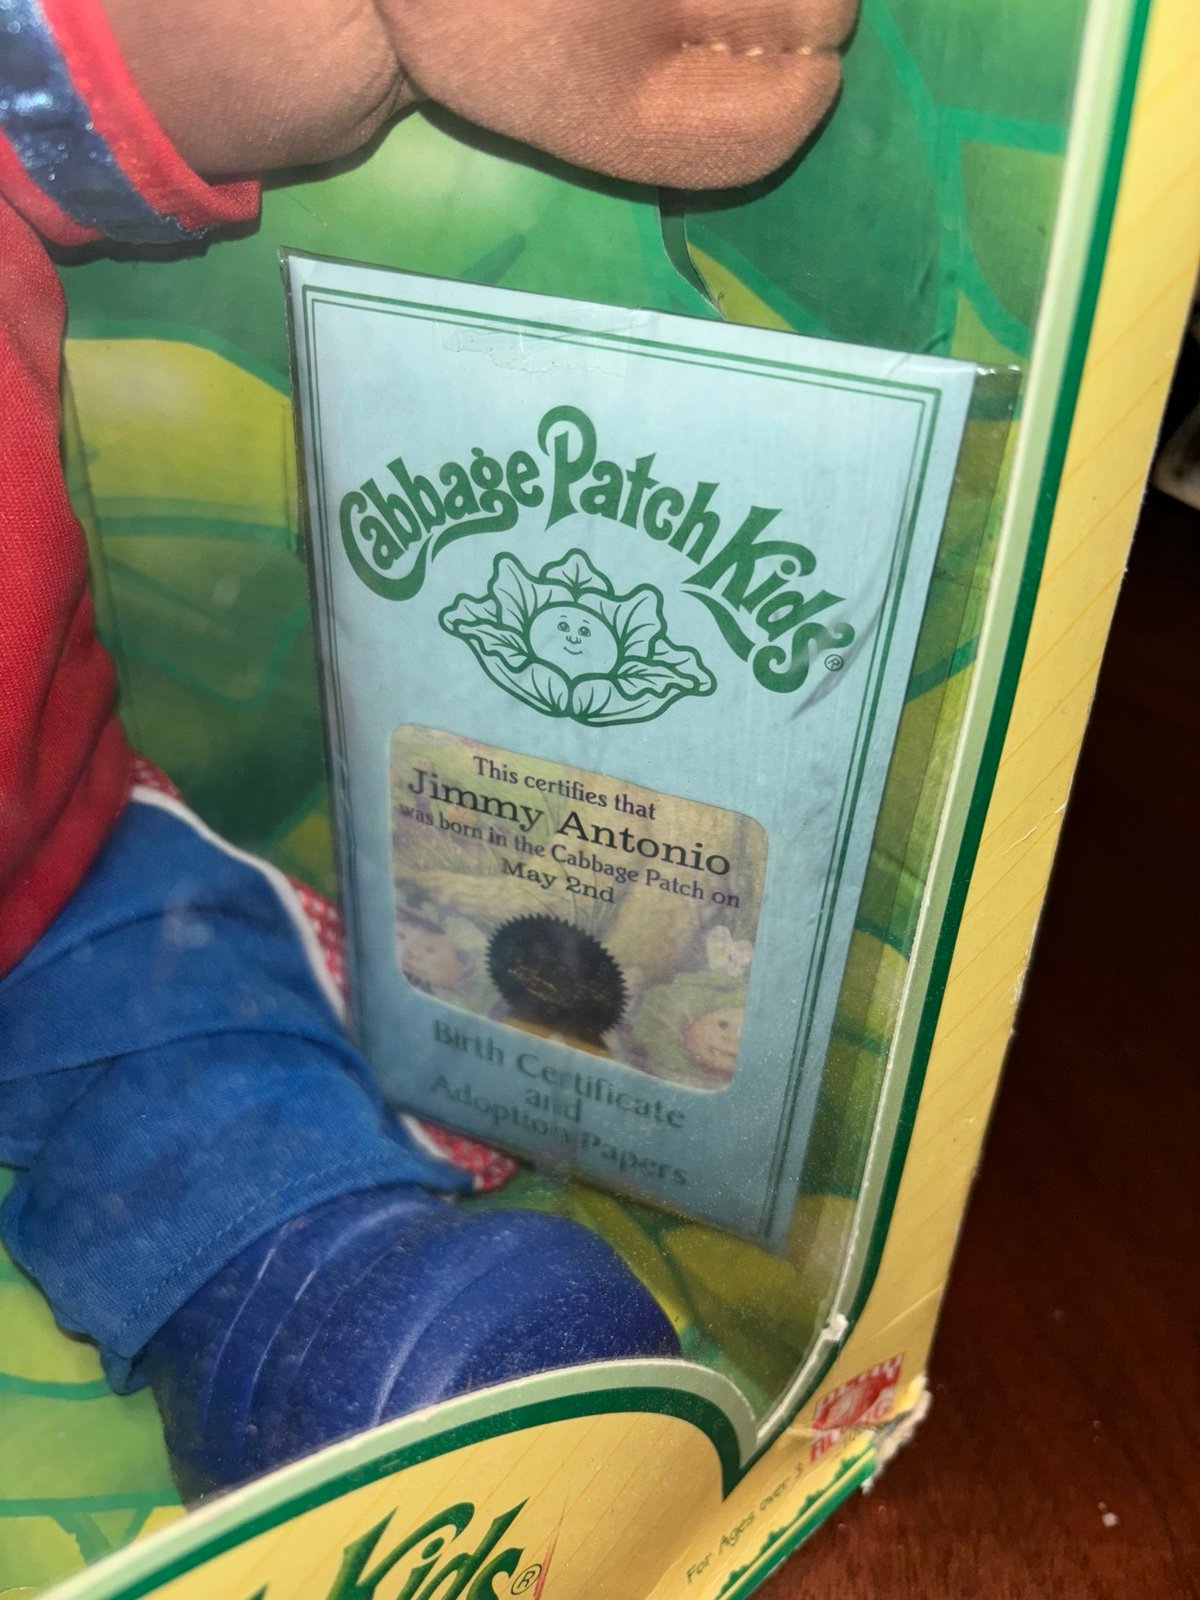 Cabbage Patch Kids®
This certifies that
Jimmy Antonio
was born in the Cabbage Patch on
May 2nd
Birth Certificate
and
Adoption Papers
Kids®
For Ages over 3